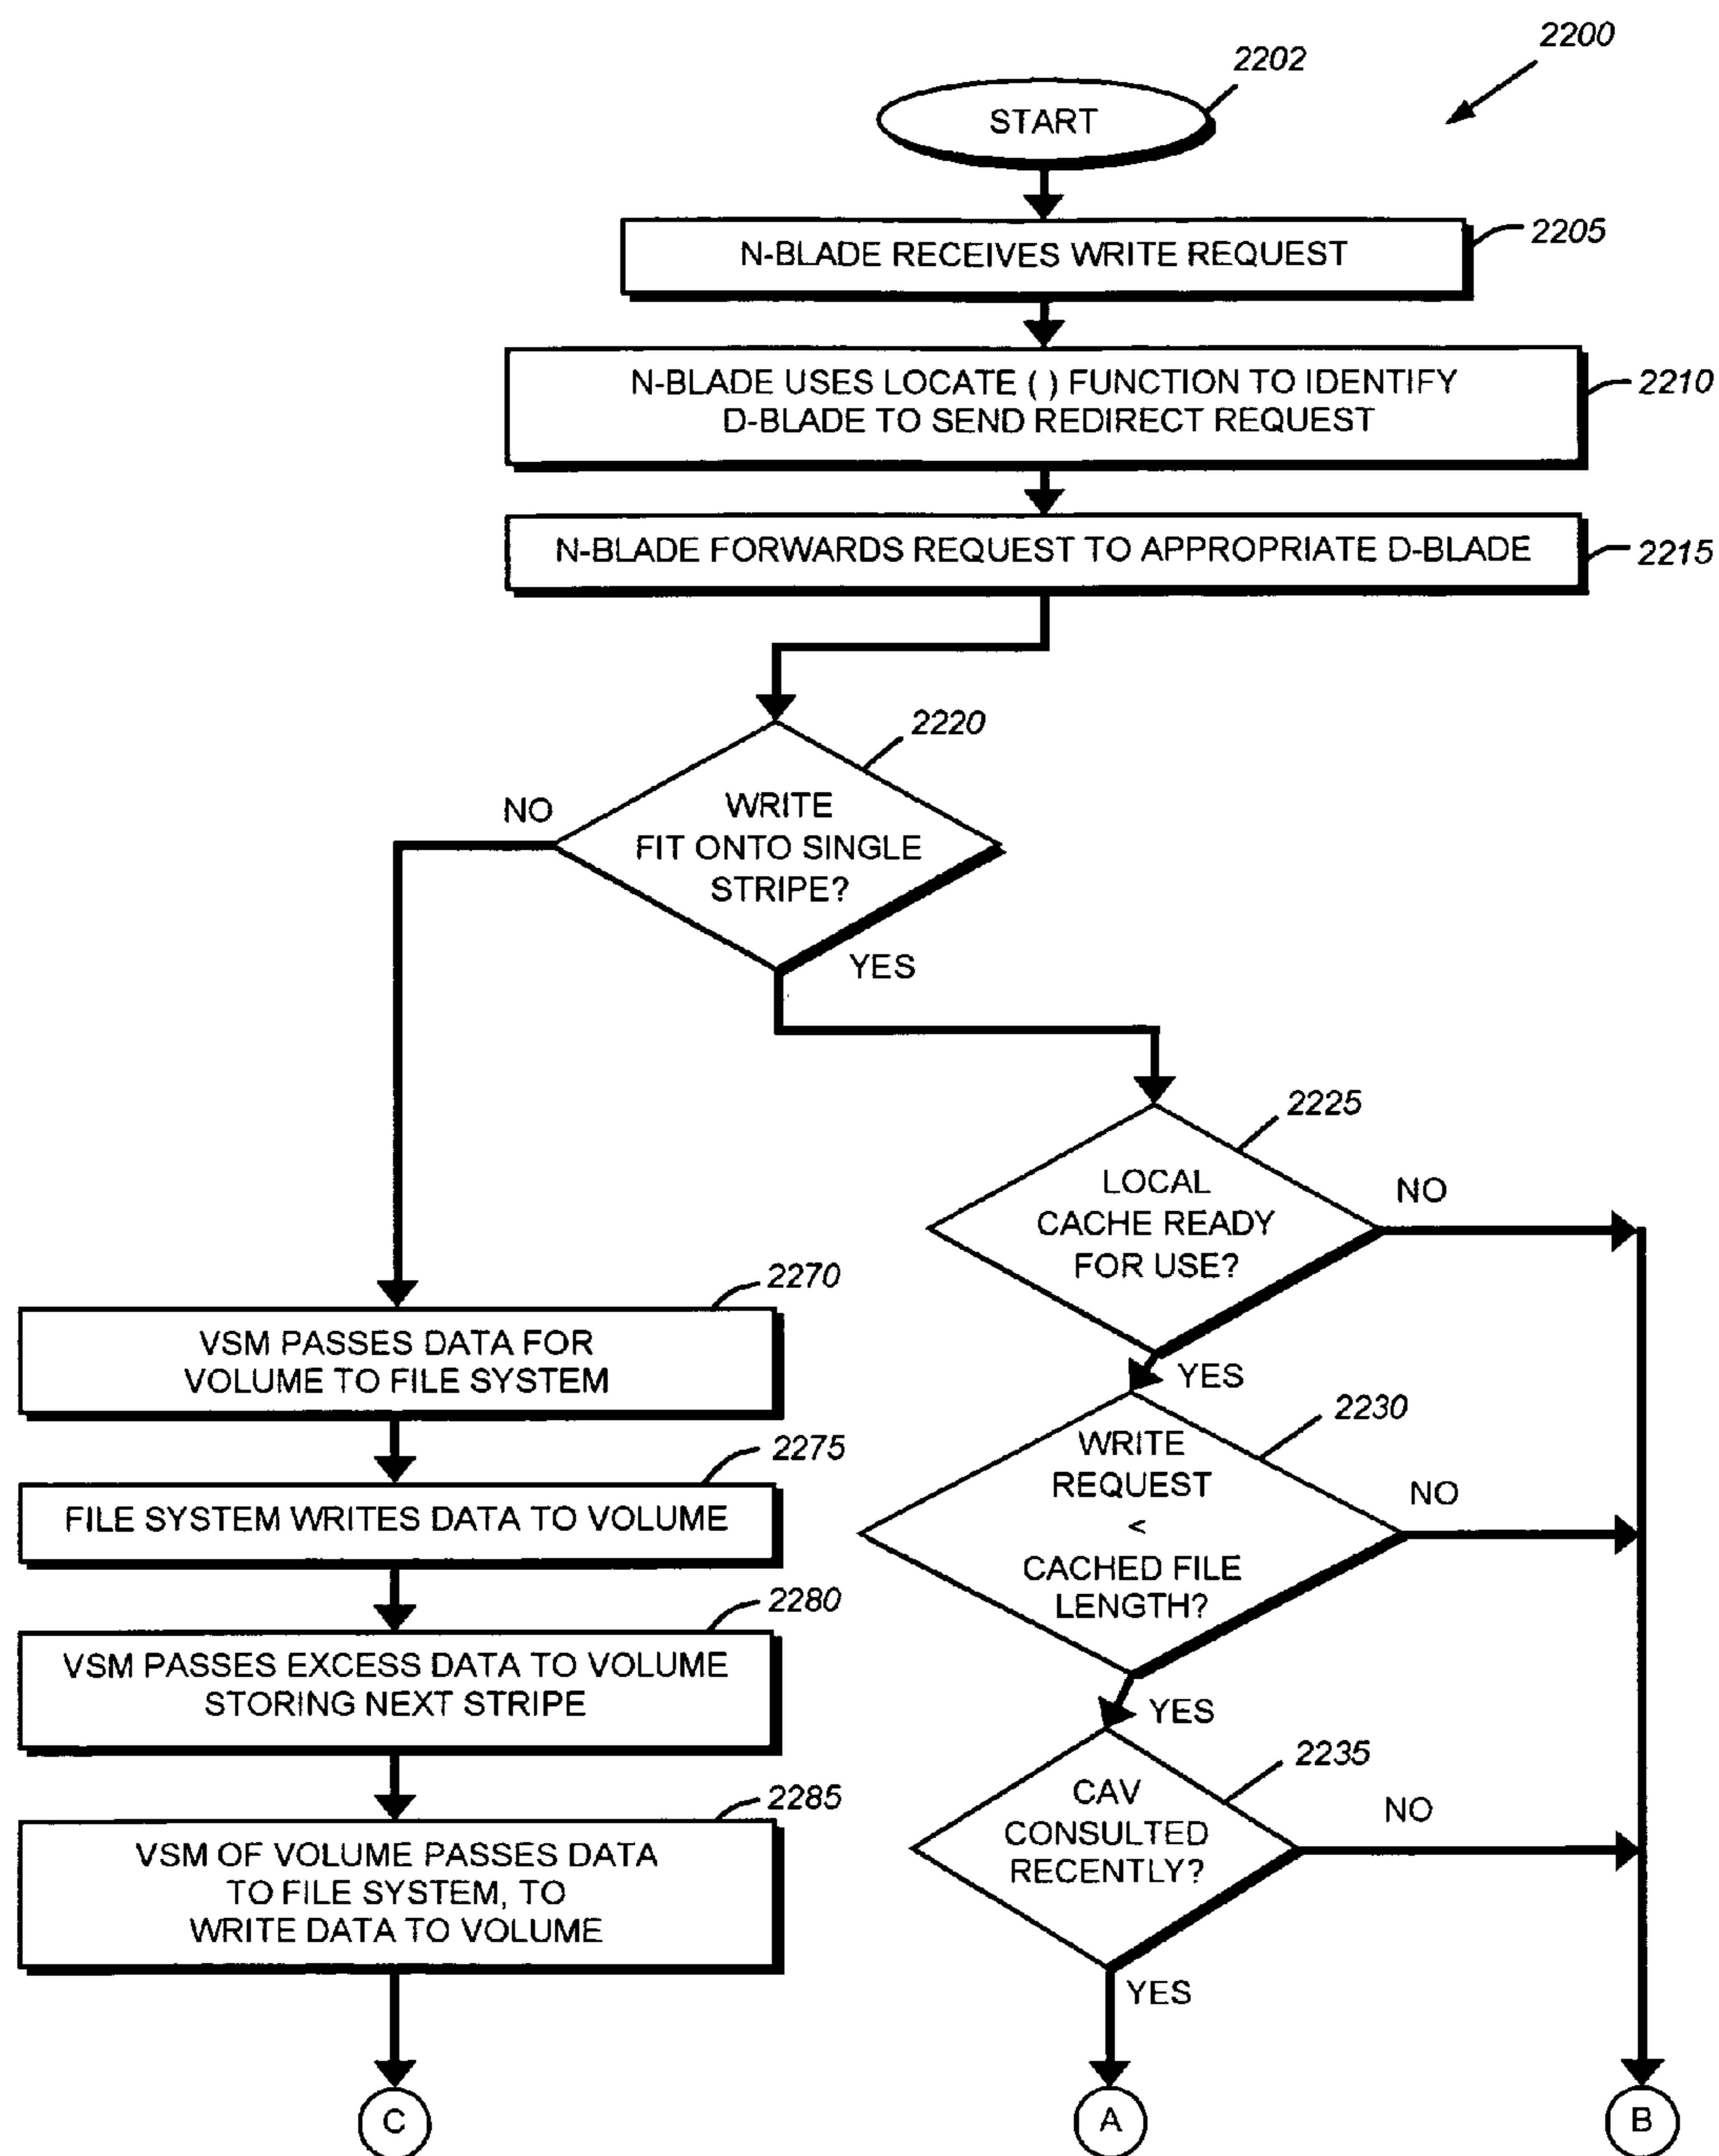 2200
2202
START
2205
N-BLADE RECEIVES WRITE REQUEST
N-BLADE USES LOCATE ( ) FUNCTION TO IDENTIFY
D-BLADE TO SEND REDIRECT REQUEST
2210
N-BLADE FORWARDS REQUEST TO APPROPRIATE D-BLADE
2215
2220
NO
WRITE
FIT ONTO SINGLE
STRIPE?
YES
2225
LOCAL
CACHE READY
FOR USE?
NO
YES
2270
VSM PASSES DATA FOR
VOLUME TO FILE SYSTEM
2230
WRITE
REQUEST
<
CACHED FILE
LENGTH?
NO
YES
2275
FILE SYSTEM WRITES DATA TO VOLUME
2280
VSM PASSES EXCESS DATA TO VOLUME
STORING NEXT STRIPE
2235
CAV
CONSULTED
RECENTLY?
NO
YES
2285
VSM OF VOLUME PASSES DATA
TO FILE SYSTEM, TO
WRITE DATA TO VOLUME
C
A
B